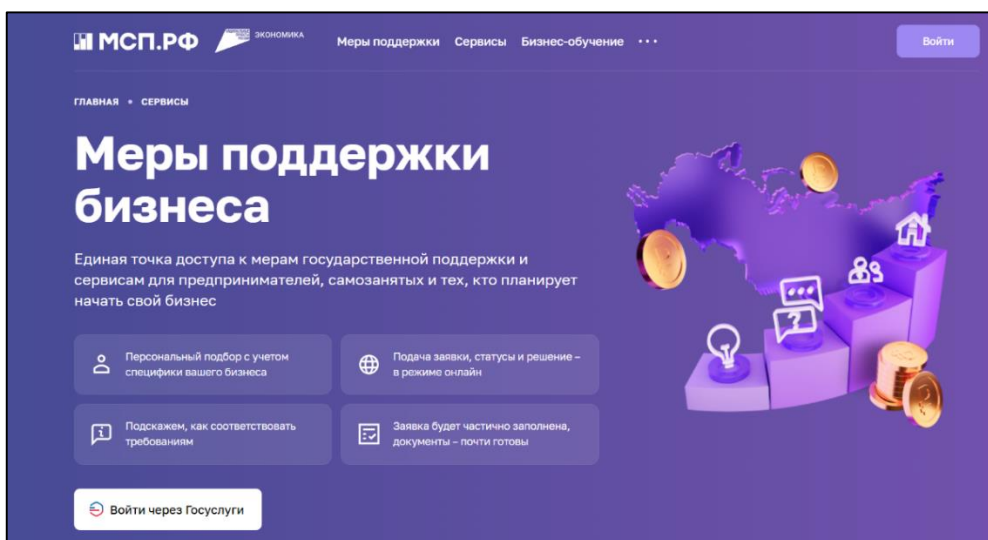 МСП.РФ
ЭКОНОМИКА
Меры поддержки Сервисы Бизнес-обучение
Войти
ГЛАВНАЯ • СЕРВИСЫ
Меры поддержки
бизнеса
Единая точка доступа к мерам государственной поддержки и
сервисам для предпринимателей, самозанятых и тех, кто планирует
начать свой бизнес
Персональный подбор с учетом
специфики вашего бизнеса
Подача заявки, статусы и решение –
в режиме онлайн
Подскажем, как соответствовать
требованиям
Заявка будет частично заполнена,
документы – почти готовы
Войти через Госуслуги